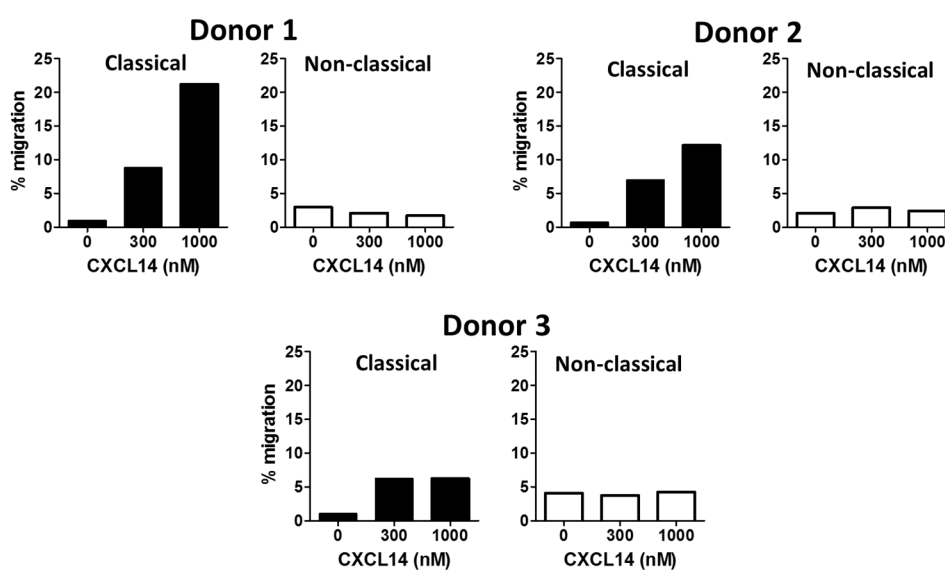 Donor 1
Classical
% migration
25
20
15
10
5
0
0 300 1000
CXCL14 (nM)
Non-classical
25
20
15
10
5
0
0 300 1000
CXCL14 (nM)
Donor 2
Classical
% migration
25
20
15
10
5
0
0 300 1000
CXCL14 (nM)
Non-classical
25
20
15
10
5
0
0 300 1000
CXCL14 (nM)
Donor 3
Classical
% migration
25
20
15
10
5
0
0 300 1000
CXCL14 (nM)
Non-classical
25
20
15
10
5
0
0 300 1000
CXCL14 (nM)